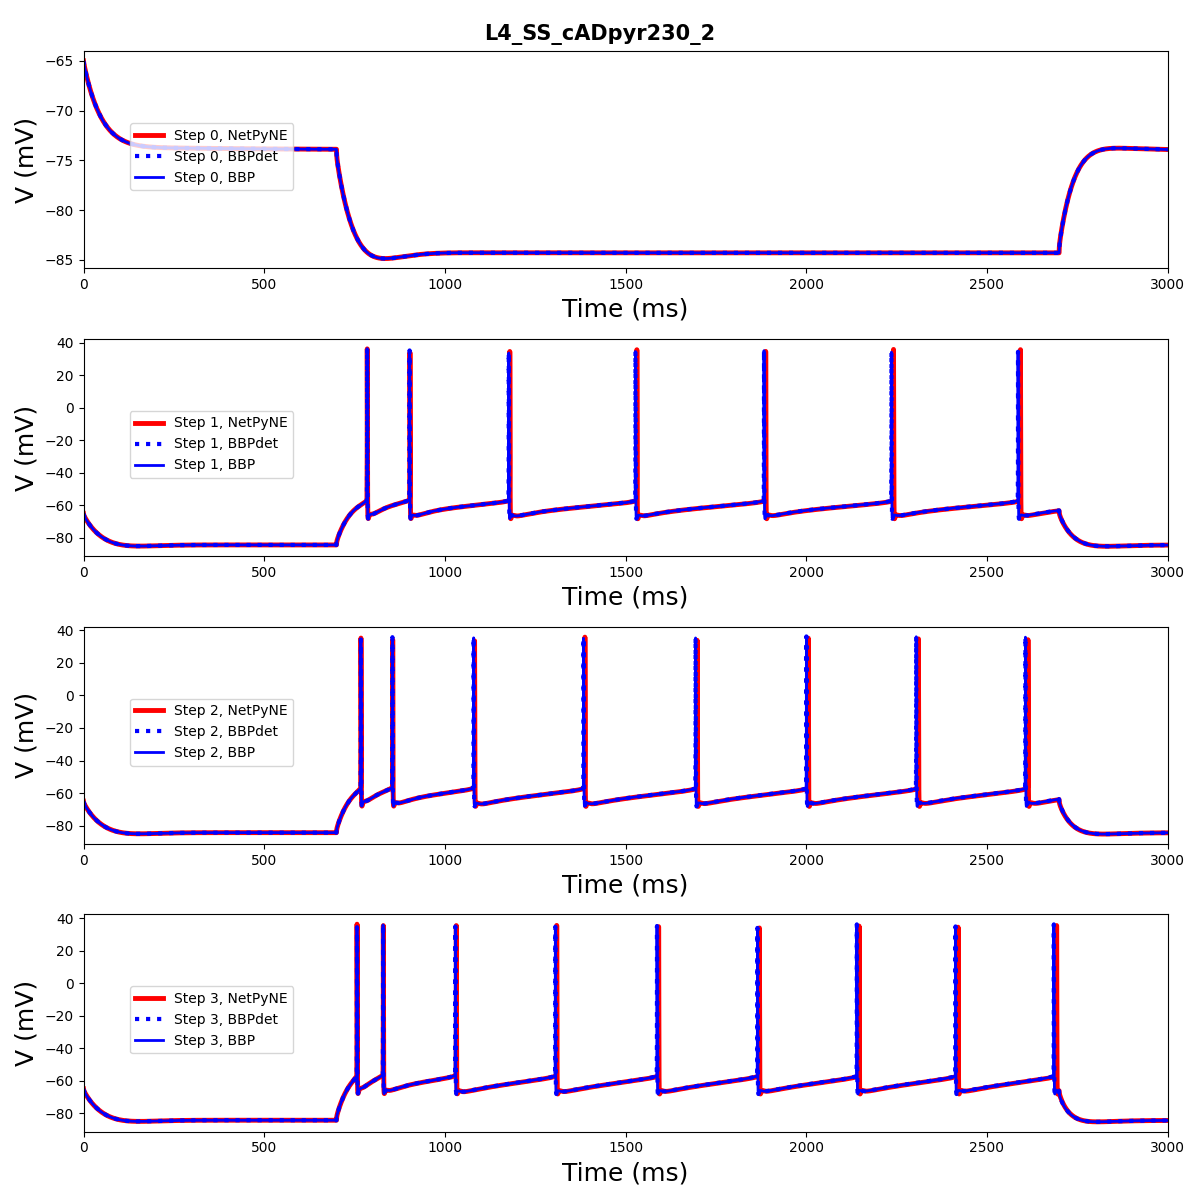 L4_SS_cADpyr230_2
−65
−70
−75
−80
−85
V (mV)
Step 0, NetPyNE
Step 0, BBPdet
Step 0, BBP
0 500 1000 1500 2000 2500 3000
Time (ms)
40
20
0
−20
−40
−60
−80
V (mV)
Step 1, NetPyNE
Step 1, BBPdet
Step 1, BBP
0 500 1000 1500 2000 2500 3000
Time (ms)
40
20
0
−20
−40
−60
−80
V (mV)
Step 2, NetPyNE
Step 2, BBPdet
Step 2, BBP
0 500 1000 1500 2000 2500 3000
Time (ms)
40
20
0
−20
−40
−60
−80
V (mV)
Step 3, NetPyNE
Step 3, BBPdet
Step 3, BBP
0 500 1000 1500 2000 2500 3000
Time (ms)